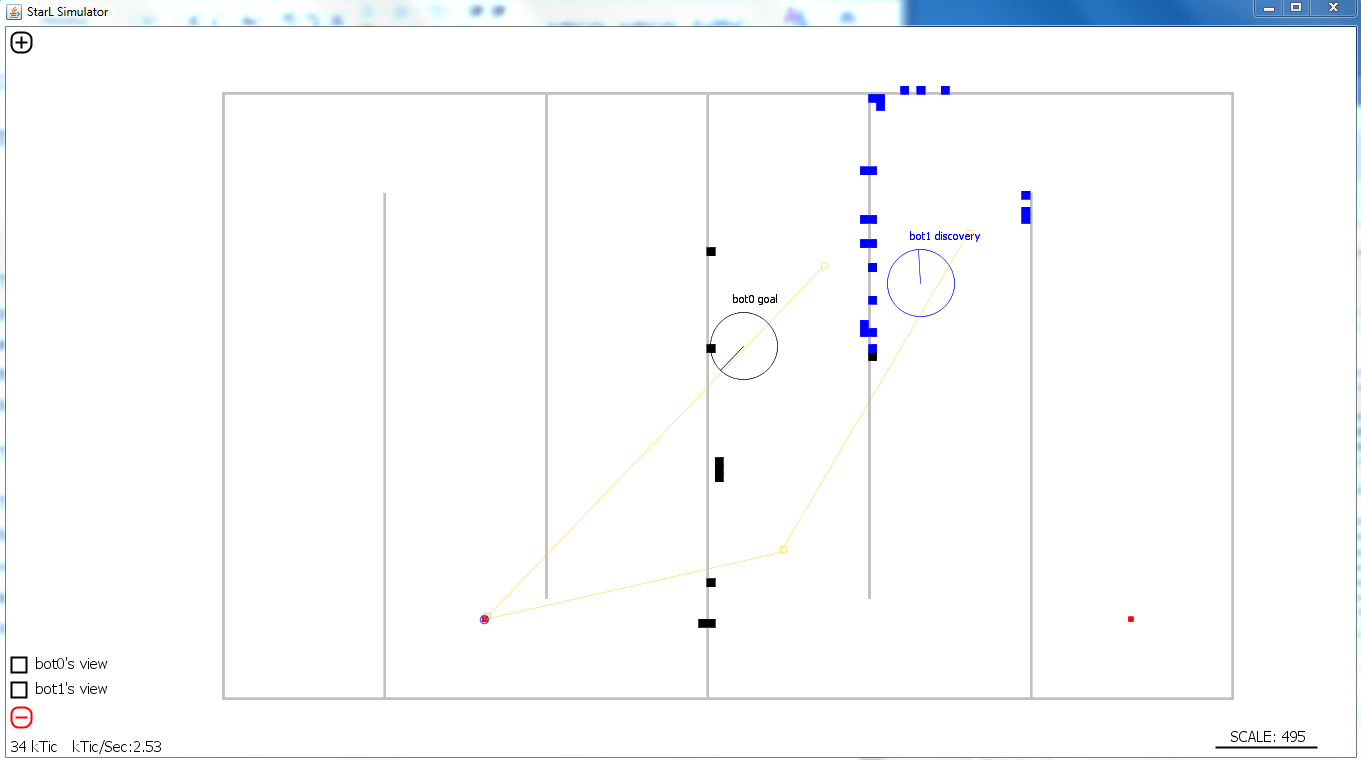 StarL Simulator
bot1 discovery
bot0 goal
bot0's view
bot1's view
SCALE: 495
34 kTic kTic/Sec:2.53